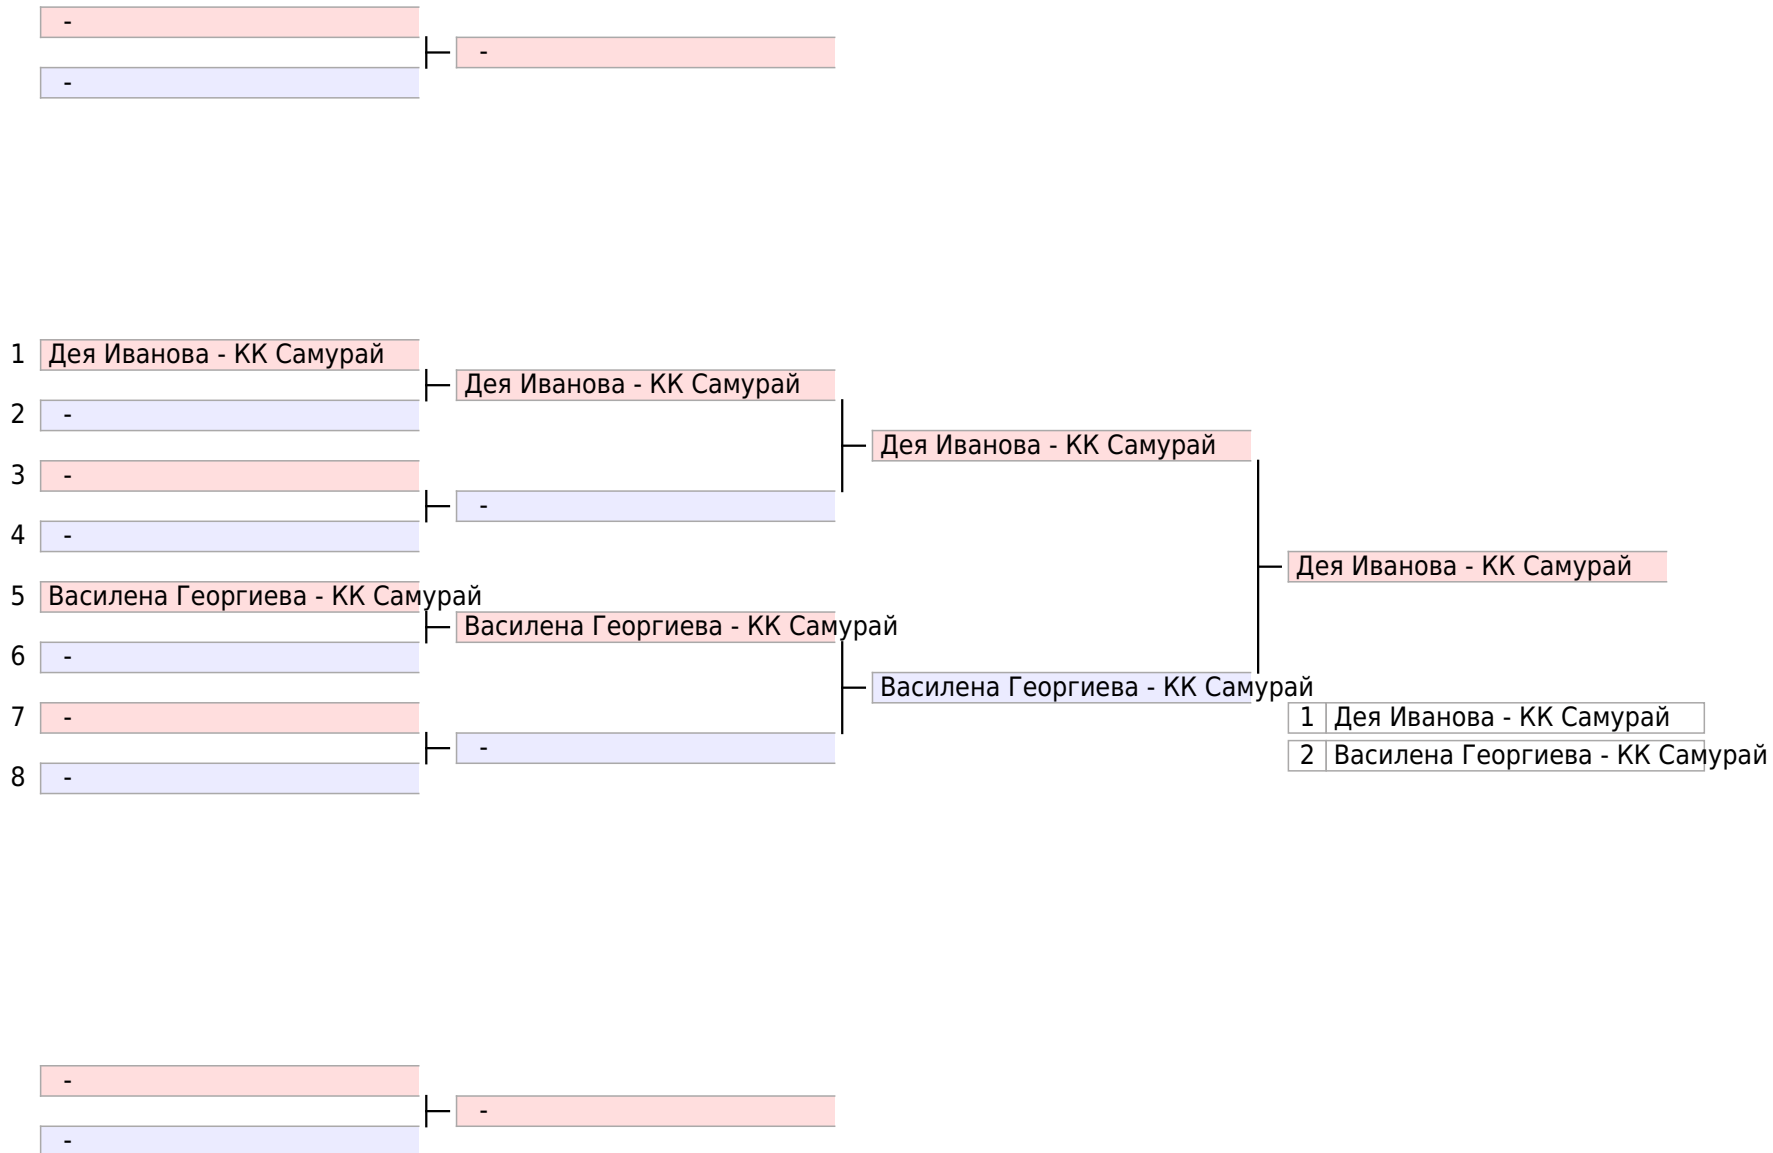 -
-
-
1 Дея Иванова - КК Самурай
Дея Иванова - КК Самурай
2 -
Дея Иванова - КК Самурай
3 -
-
4 -
Дея Иванова - КК Самурай
5 Василена Георгиева - КК Самурай
Василена Георгиева - КК Самурай
6 -
Василена Георгиева - КК Самурай
7 -
1 Дея Иванова - КК Самурай
-
2 Василена Георгиева - КК Самурай
8 -
-
-
-